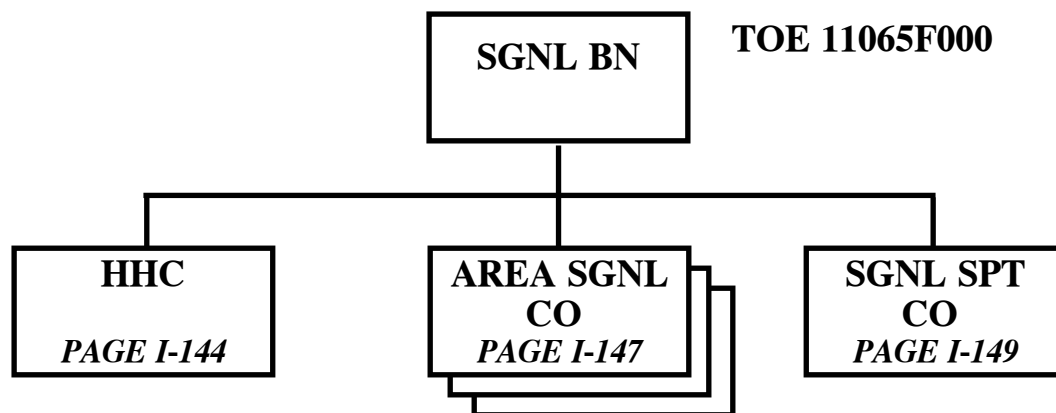 SGNL BN
TOE 11065F000
HHC
PAGE I-144
AREA SGNL
CO
PAGE I-147
SGNL SPT
CO
PAGE I-149